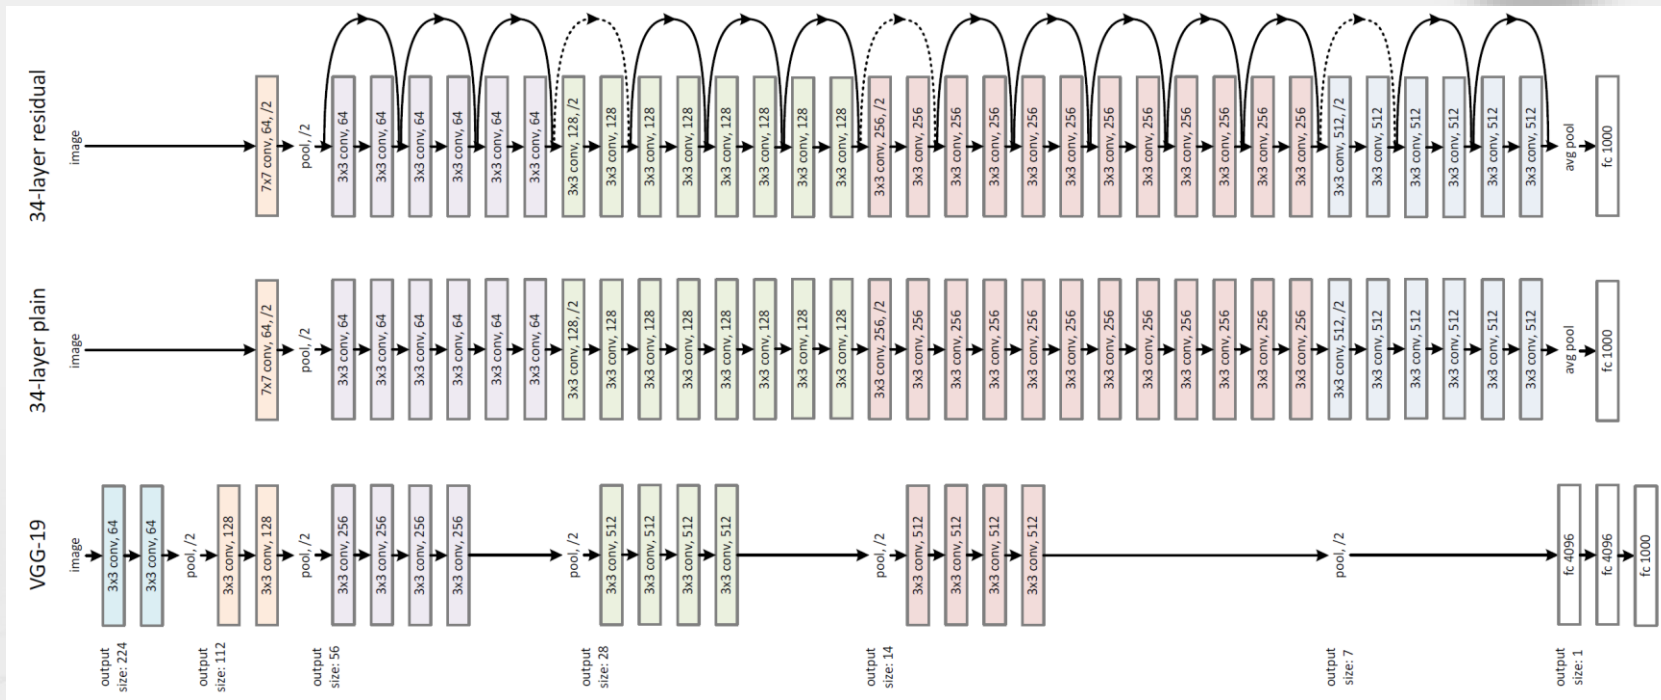 34-layer residual
image
7x7 conv, 64, /2
pool, /2
3x3 conv, 64
3x3 conv, 64
3x3 conv, 64
3x3 conv, 64
3x3 conv, 64
3x3 conv, 64
3x3 conv, 128, /2
3x3 conv, 128
3x3 conv, 128
3x3 conv, 128
3x3 conv, 128
3x3 conv, 128
3x3 conv, 128
3x3 conv, 128
3x3 conv, 256, /2
3x3 conv, 256
3x3 conv, 256
3x3 conv, 256
3x3 conv, 256
3x3 conv, 256
3x3 conv, 256
3x3 conv, 256
3x3 conv, 256
3x3 conv, 256
3x3 conv, 256
3x3 conv, 256
3x3 conv, 512, /2
3x3 conv, 512
3x3 conv, 512
3x3 conv, 512
3x3 conv, 512
3x3 conv, 512
avg pool
fc 1000
34-layer plain
image
7x7 conv, 64, /2
pool, /2
3x3 conv, 64
3x3 conv, 64
3x3 conv, 64
3x3 conv, 64
3x3 conv, 64
3x3 conv, 64
3x3 conv, 128, /2
3x3 conv, 128
3x3 conv, 128
3x3 conv, 128
3x3 conv, 128
3x3 conv, 128
3x3 conv, 128
3x3 conv, 128
3x3 conv, 256, /2
3x3 conv, 256
3x3 conv, 256
3x3 conv, 256
3x3 conv, 256
3x3 conv, 256
3x3 conv, 256
3x3 conv, 256
3x3 conv, 256
3x3 conv, 256
3x3 conv, 256
3x3 conv, 256
3x3 conv, 512, /2
3x3 conv, 512
3x3 conv, 512
3x3 conv, 512
3x3 conv, 512
3x3 conv, 512
avg pool
fc 1000
VGG-19
image
3x3 conv, 64
3x3 conv, 64
pool, /2
3x3 conv, 128
3x3 conv, 128
pool, /2
3x3 conv, 256
3x3 conv, 256
3x3 conv, 256
3x3 conv, 256
pool, /2
3x3 conv, 512
3x3 conv, 512
3x3 conv, 512
3x3 conv, 512
pool, /2
3x3 conv, 512
3x3 conv, 512
3x3 conv, 512
3x3 conv, 512
pool, /2
fc 4096
fc 4096
fc 1000
output
size: 224
output
size: 112
output
size: 56
output
size: 28
output
size: 14
output
size: 7
output
size: 1